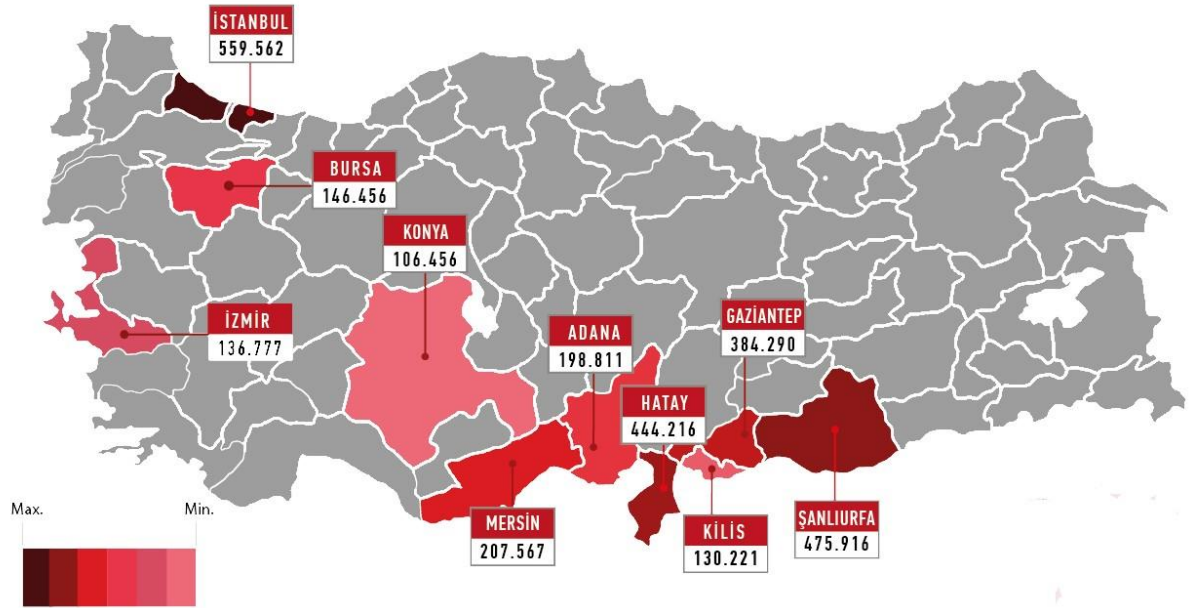 İSTANBUL
559.562
BURSA
146.456
KONYA
106.456
İZMİR
136.777
ADANA
198.811
GAZİANTEP
384.290
HATAY
444.216
MERSİN
207.567
KİLİS
130.221
ŞANLIURFA
475.916
Max.
Min.